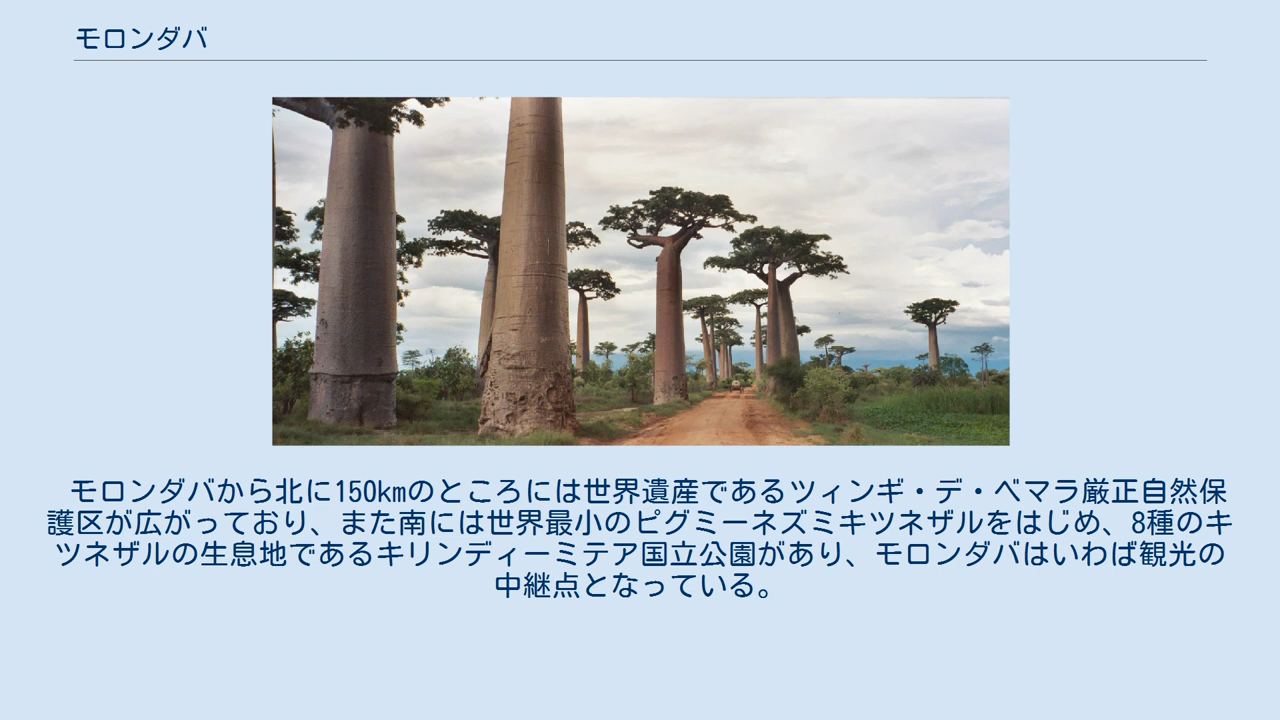 モロンダバ
モロンダバから北に150kmのところには世界遺産であるツィンギ・デ・ベマラ厳正自然保
護区が広がっており、また南には世界最小のピグミーネズミキツネザルをはじめ、8種のキ
ツネザルの生息地であるキリンディーミテア国立公園があり、モロンダバはいわば観光の
中継点となっている。